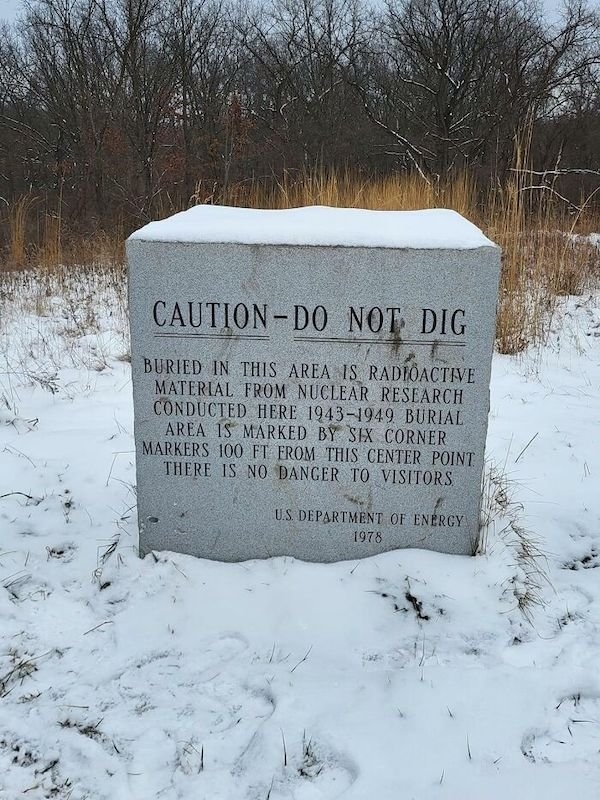 CAUTION-DO NOT DIG
BURIED IN THIS AREA IS RADIOACTIVE
MATERIAL FROM NUCLEAR RESEARCH
CONDUCTED HERE 1943-1949 BURIAL
AREA IS MARKED BY SIX CORNER
MARKERS 100 FT FROM THIS CENTER POINT
THERE IS NO DANGER TO VISITORS
U.S. DEPARTMENT OF ENERGY
1978